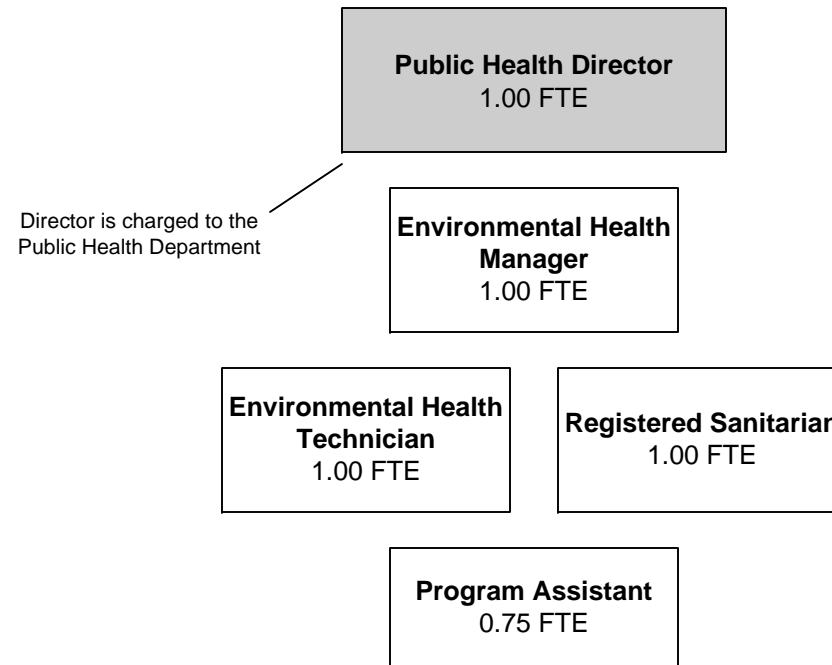 Public Health Director
1.00 FTE
Director is charged to the
Public Health Department
Environmental Health
Manager
1.00 FTE
Environmental Health
Technician
1.00 FTE
Registered Sanitarian
1.00 FTE
Program Assistant
0.75 FTE